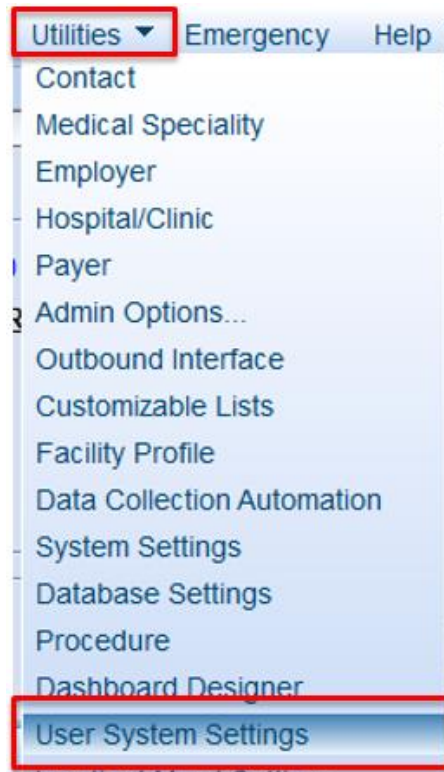 Utilities ▼ Emergency Help
Contact
Medical Speciality
Employer
Hospital/Clinic
Payer
Admin Options...
Outbound Interface
Customizable Lists
Facility Profile
Data Collection Automation
System Settings
Database Settings
Procedure
Dashboard Designer
User System Settings